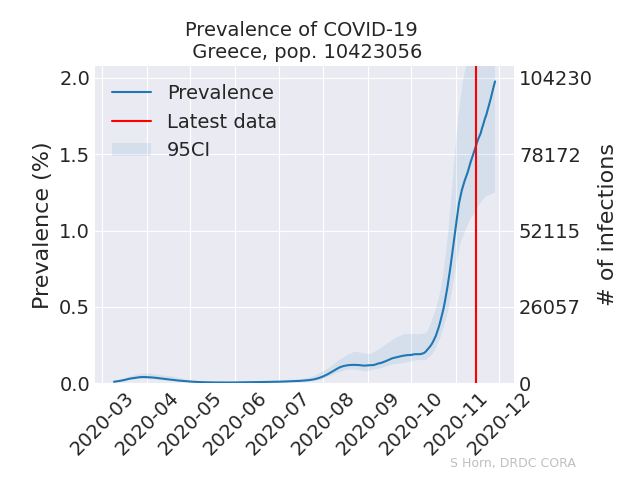 Prevalence of COVID-19
Greece, pop. 10423056
Prevalence
Latest data
95CI
Prevalence (%)
2.0
1.5
1.0
0.5
0.0
104230
78172
52115
26057
0
# of infections
2020-03
2020-04
2020-05
2020-06
2020-07
2020-08
2020-09
2020-10
2020-11
2020-12
S Horn, DRDC CORA